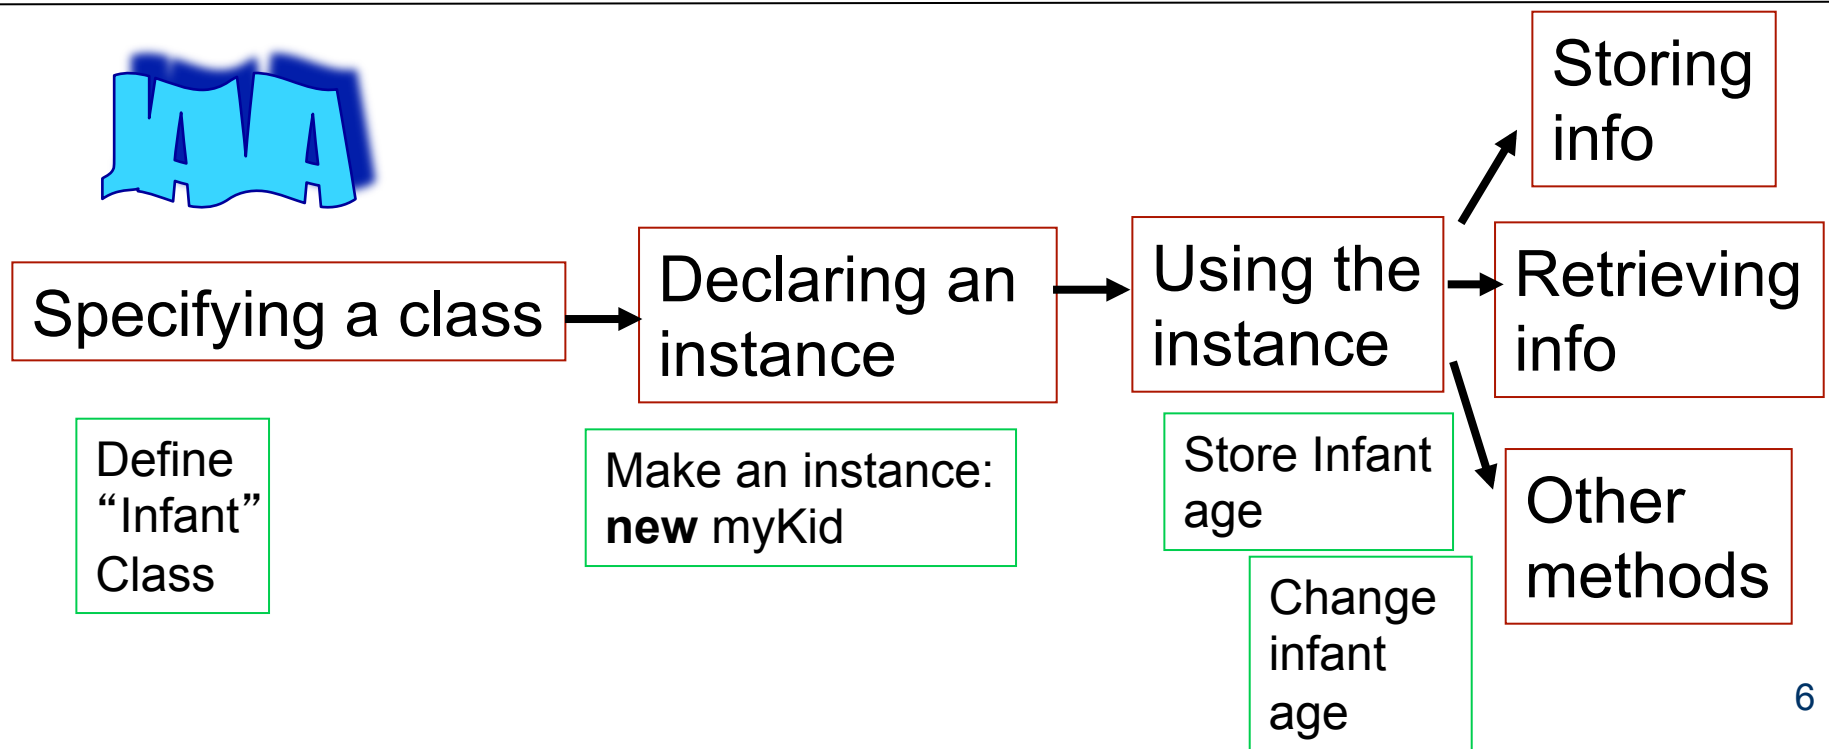 JAVA
Storing
info
Specifying a class
Declaring an
instance
Using the
instance
Retrieving
info
Other
methods
Define
“Infant”
Class
Make an instance:
new myKid
Store Infant
age
Change
infant
age
6